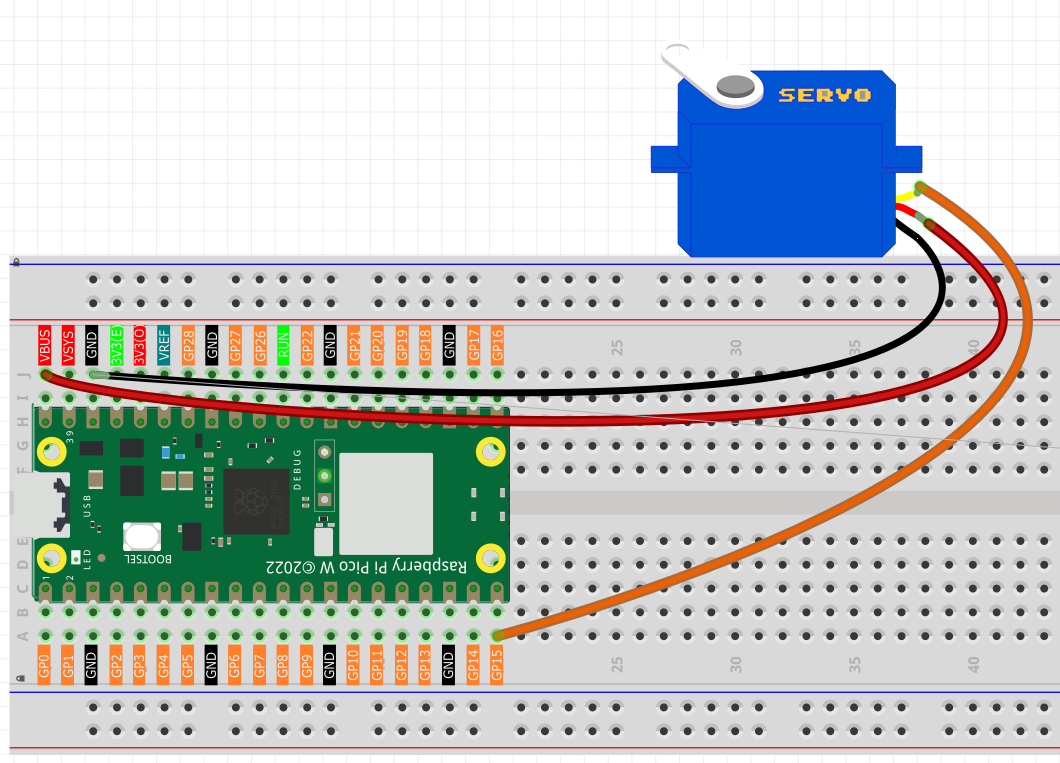 SERVO
VBUS VSYS GND 3V3(E) 3V3(O) VREF GP28 GND GP27 GP26 RUN GP22 GND GP21 GP20 GP19 GP18 GND GP17 GP16
25 30 35 40
J
I
H
G
F
39
DEBUG
USB
BOOTSEL
LED
Raspberry Pi Pico W ©2022
1 2
E
D
C
B
A
GP0 GP1 GND GP2 GP3 GP4 GP5 GND GP6 GP7 GP8 GP9 GND GP10 GP11 GP12 GP13 GND GP14 GP15
25 30 35 40